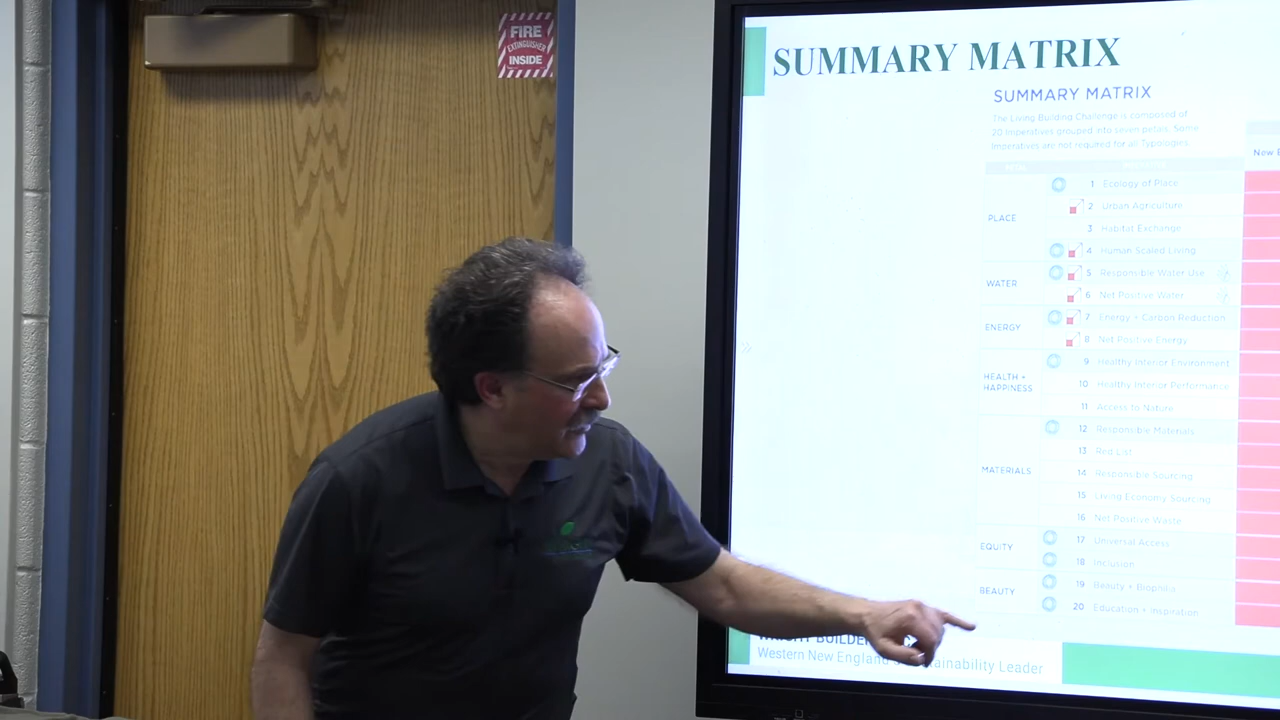 FIRE
EXTINGUISHER
INSIDE
SUMMARY MATRIX
SUMMARY MATRIX
The Living Building Challenge is composed of
20 Imperatives grouped into seven petals. Some
Imperatives are not required for all Typologies.
New
PLACE
1 Ecology of Place
2 Urban Agriculture
3 Habitat Exchange
4 Human Scaled Living
WATER
5 Responsible Water Use
6 Net Positive Water
ENERGY
7 Energy + Carbon Reduction
8 Net Positive Energy
HEALTH +
HAPPINESS
9 Healthy Interior Environment
10 Healthy Interior Performance
11 Access to Nature
MATERIALS
12 Responsible Materials
13 Red List
14 Responsible Sourcing
15 Living Economy Sourcing
16 Net Positive Waste
EQUITY
17 Universal Access
18 Inclusion
BEAUTY
19 Beauty + Biophilia
20 Education + Inspiration
WRIGHT BUILDER
Western New England Sustainability Leader